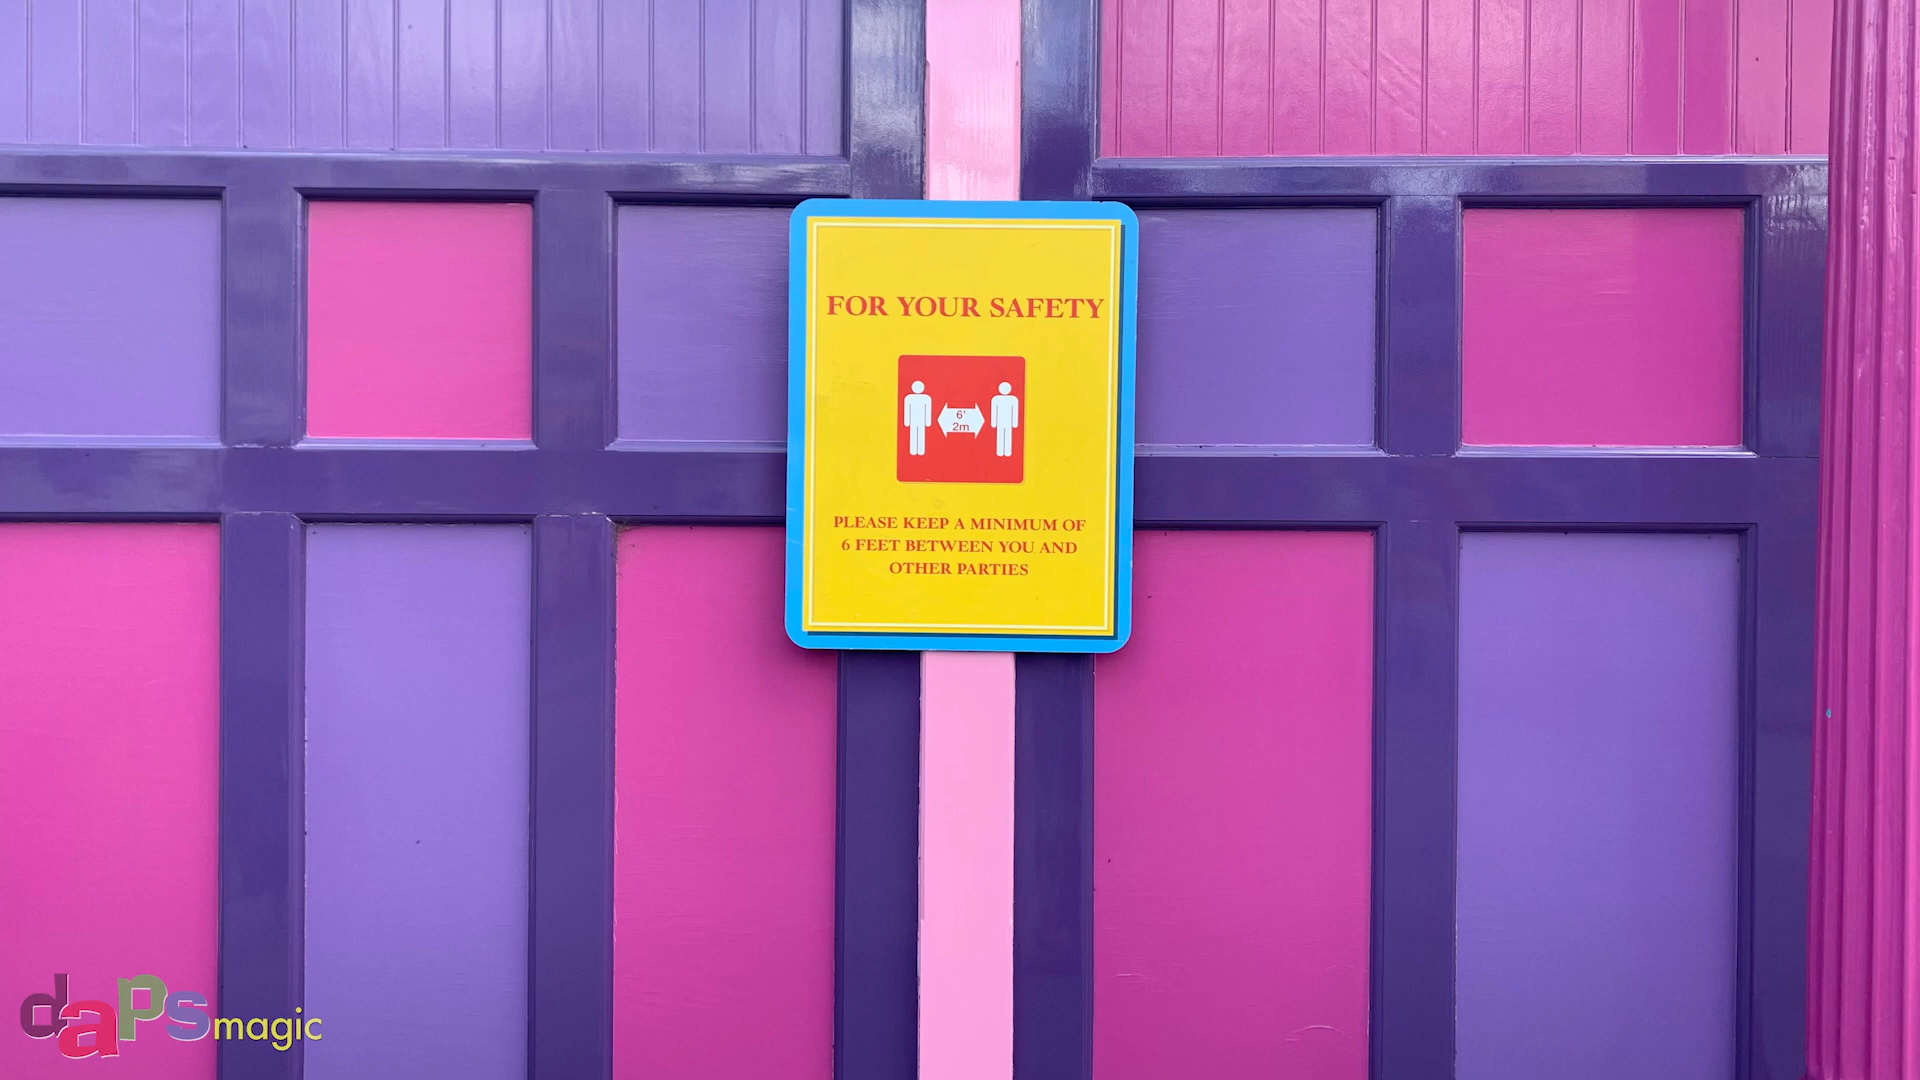 FOR YOUR SAFETY
6'
2m
PLEASE KEEP A MINIMUM OF
6 FEET BETWEEN YOU AND
OTHER PARTIES
daps magic